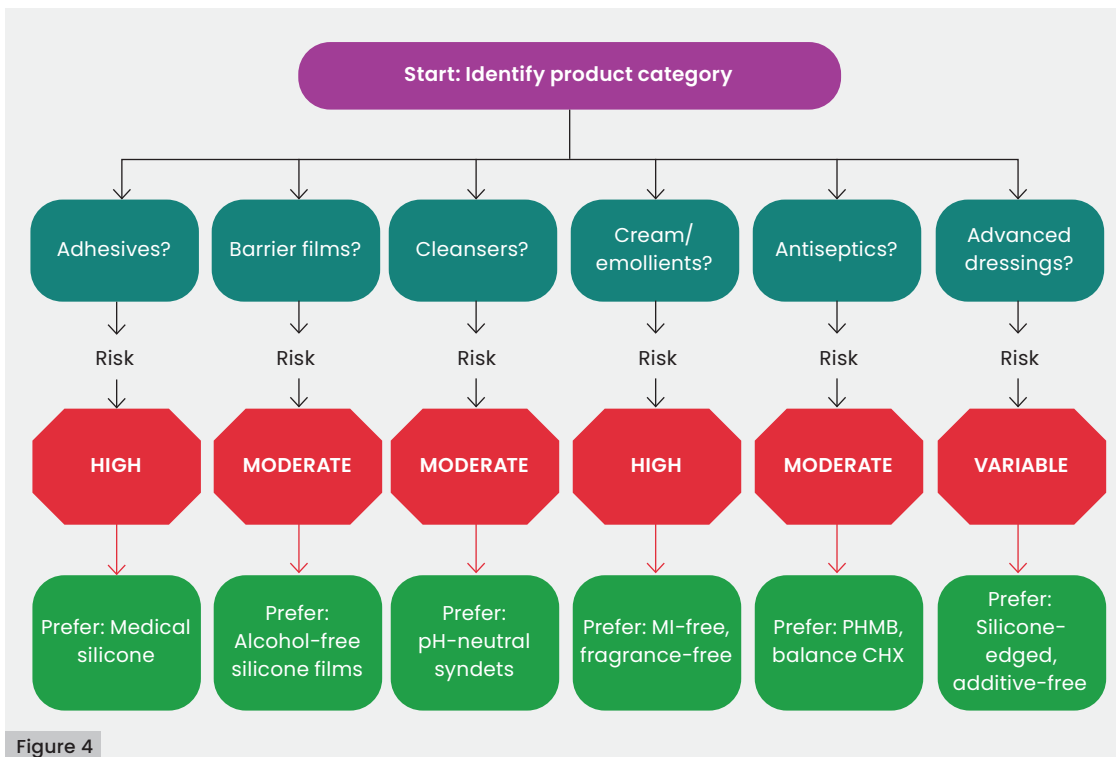 Start: Identify product category
Adhesives?
Barrier films?
Cleansers?
Cream/
emollients?
Antiseptics?
Advanced
dressings?
Risk
Risk
Risk
Risk
Risk
Risk
HIGH
MODERATE
MODERATE
HIGH
MODERATE
VARIABLE
Prefer: Medical
silicone
Prefer:
Alcohol-free
silicone films
Prefer:
pH-neutral
syndets
Prefer: MI-free,
fragrance-free
Prefer: PHMB,
balance CHX
Prefer:
Silicone-
edged,
additive-free
Figure 4